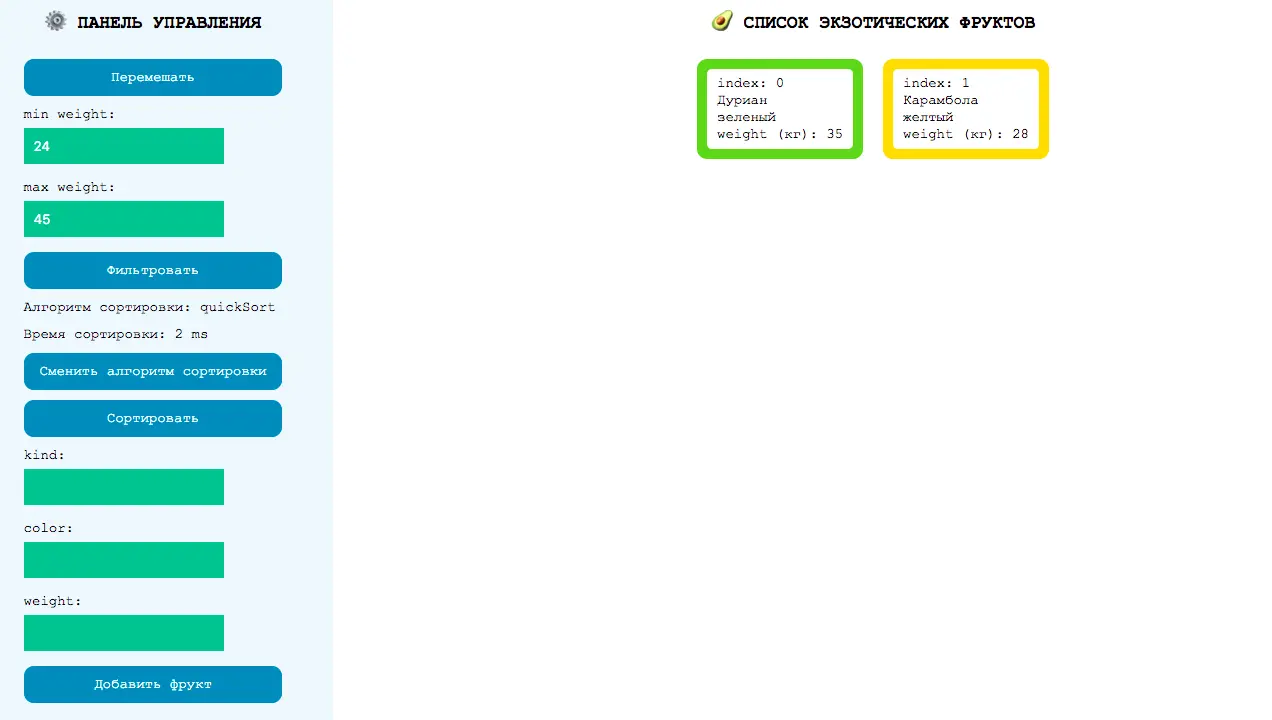 ПАНЕЛЬ УПРАВЛЕНИЯ
Перемешать
min weight:
24
max weight:
45
Фильтровать
Алгоритм сортировки: quickSort
Время сортировки: 2 ms
Сменить алгоритм сортировки
Сортировать
kind:
color:
weight:
Добавить фрукт
СПИСОК ЭКЗОТИЧЕСКИХ ФРУКТОВ
index: 0
Дуриан
зеленый
weight (кг): 35
index: 1
Карамбола
желтый
weight (кг): 28